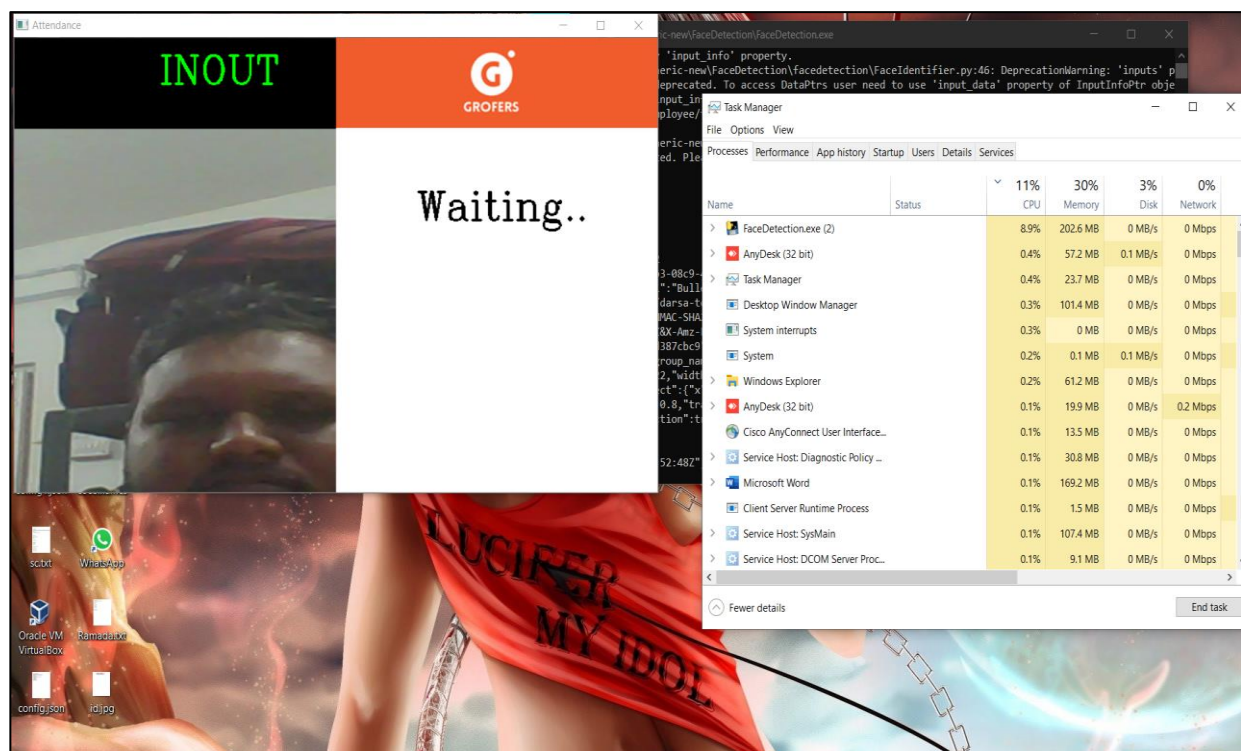 Attendance
INOUT
G
GROFERS
Waiting..
ric-new\FaceDetection\FaceDetection.exe
'input_info' property.
eric-new\FaceDetection\facedetection\FaceIdentifier.py:46: DeprecationWarning: 'inputs' p
eprecated. To access DataPtrs user need to use 'input_data' property of InputInfoPtr obje
Task Manager
File Options View
Processes Performance App history Startup Users Details Services
11% 30% 3% 0%
Name Status CPU Memory Disk Network
FaceDetection.exe (2) 8.9% 202.6 MB 0 MB/s 0 Mbps
AnyDesk (32 bit) 0.4% 57.2 MB 0.1 MB/s 0 Mbps
Task Manager 0.4% 23.7 MB 0 MB/s 0 Mbps
Desktop Window Manager 0.3% 101.4 MB 0 MB/s 0 Mbps
System interrupts 0.3% 0 MB 0 MB/s 0 Mbps
System 0.2% 0.1 MB 0.1 MB/s 0 Mbps
Windows Explorer 0.2% 61.2 MB 0 MB/s 0 Mbps
AnyDesk (32 bit) 0.1% 19.9 MB 0 MB/s 0.2 Mbps
Cisco AnyConnect User Interface... 0.1% 13.5 MB 0 MB/s 0 Mbps
Service Host: Diagnostic Policy ... 0.1% 30.8 MB 0 MB/s 0 Mbps
Microsoft Word 0.1% 169.2 MB 0 MB/s 0 Mbps
Client Server Runtime Process 0.1% 1.5 MB 0 MB/s 0 Mbps
Service Host: SysMain 0.1% 107.4 MB 0 MB/s 0 Mbps
Service Host: DCOM Server Proc... 0.1% 9.1 MB 0 MB/s 0 Mbps
Fewer details
End task
sc.txt WhatsApp
Oracle VM VirtualBox
Ramada.txt
config.json id.jpg
LUCIFER
MY IDOL